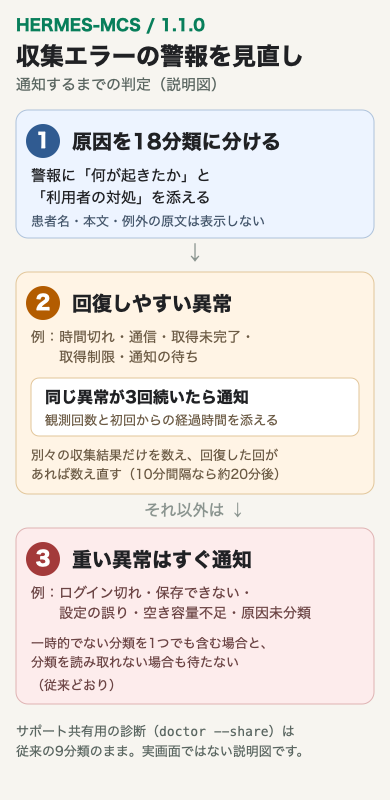 HERMES-MCS / 1.1.0
収集エラーの警報を見直し
通知するまでの判定（説明図）
1 原因を18分類に分ける
警報に「何が起きたか」と
「利用者の対処」を添える
患者名・本文・例外の原文は表示しない
↓
2 回復しやすい異常
例：時間切れ・通信・取得未完了・
取得制限・通知の待ち
同じ異常が3回続いたら通知
観測回数と初回からの経過時間を添える
別々の収集結果だけを数え、回復した回が
あれば数え直す（10分間隔なら約20分後）
それ以外は ↓
3 重い異常はすぐ通知
例：ログイン切れ・保存できない・
設定の誤り・空き容量不足・原因未分類
一時的でない分類を1つでも含む場合と、
分類を読み取れない場合も待たない
（従来どおり）
サポート共有用の診断（doctor --share）は
従来の9分類のまま。実画面ではない説明図です。